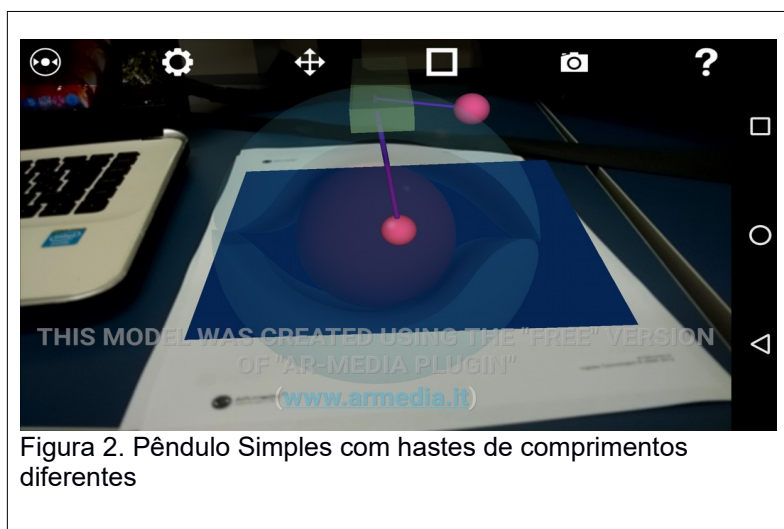 ?
THIS MODEL WAS CREATED USING THE "FREE" VERSION
OF "AR-MEDIA PLUGIN"
(www.armedia.it)
Figura 2. Pêndulo Simples com hastes de comprimentos
diferentes